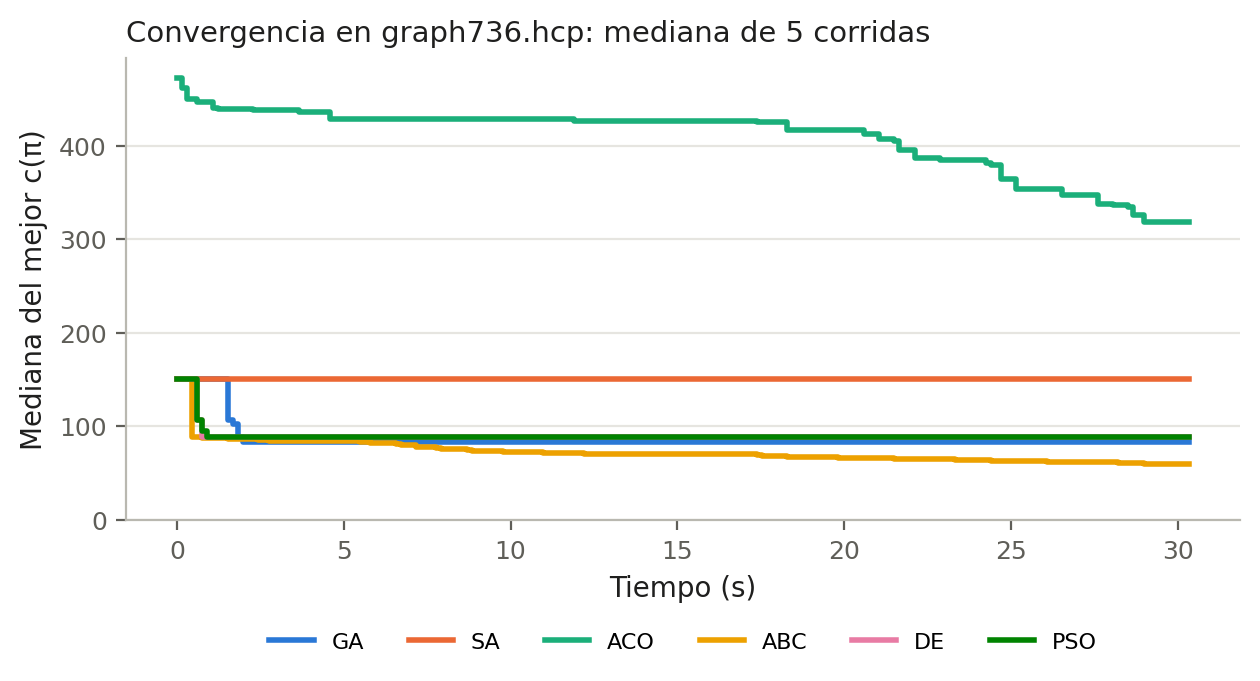 Convergencia en graph736.hcp: mediana de 5 corridas
Mediana del mejor c(π)
400
300
200
100
0
0 5 10 15 20 25 30
Tiempo (s)
GA SA ACO ABC DE PSO